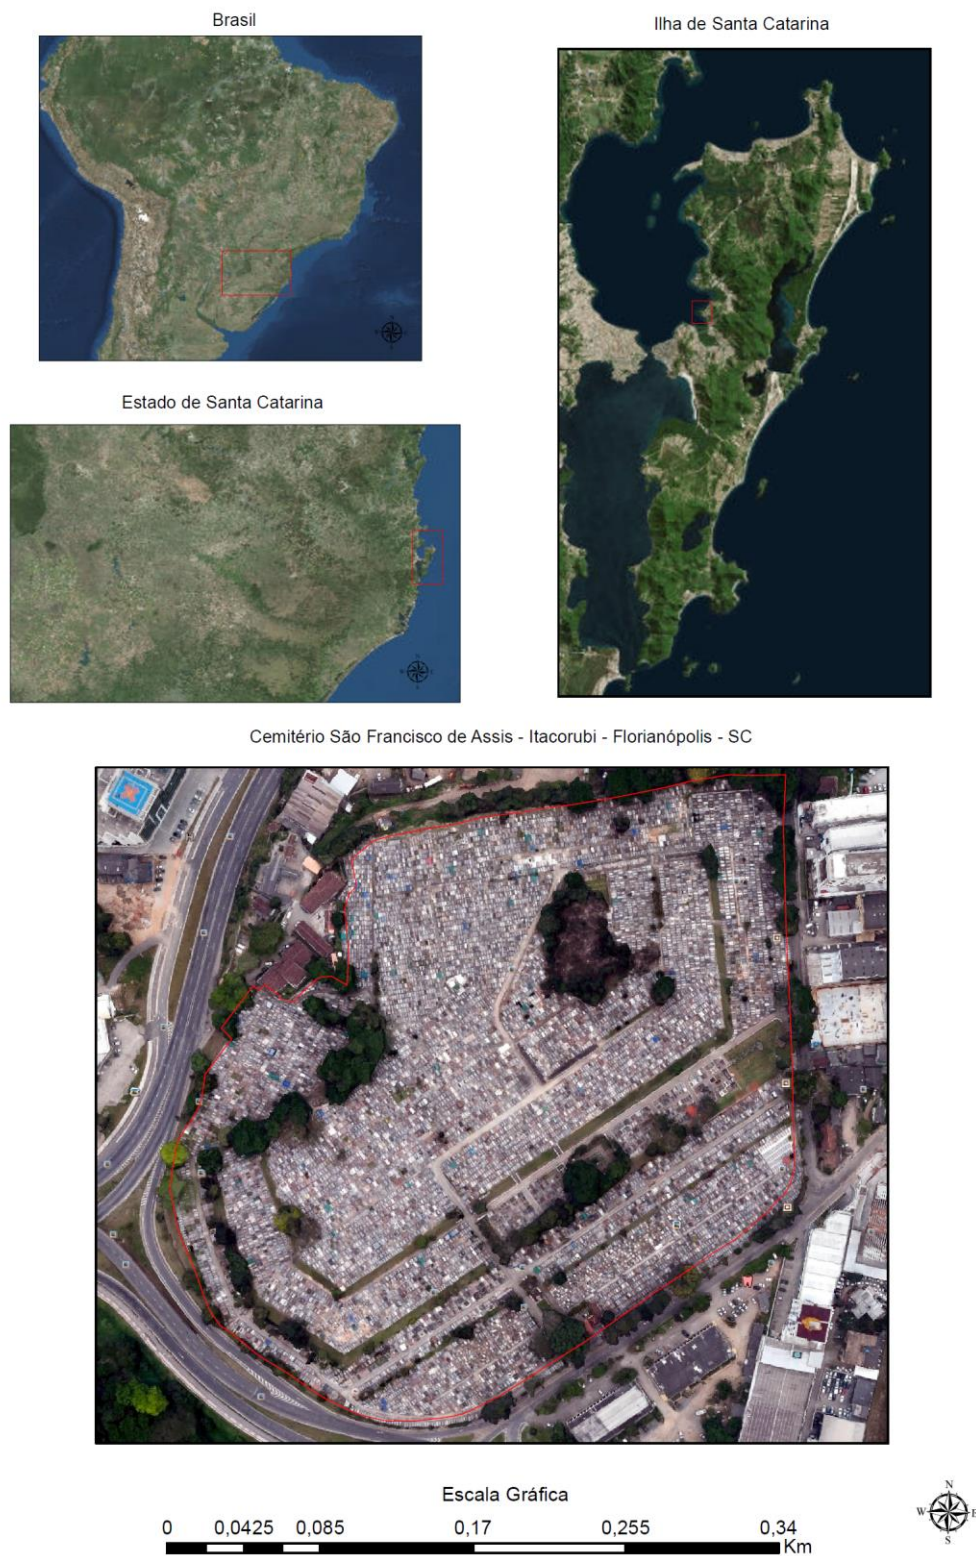 Brasil
Ilha de Santa Catarina
Estado de Santa Catarina
Cemitério São Francisco de Assis - Itacorubi - Florianópolis - SC
Escala Gráfica
0 0,0425 0,085 0,17 0,255 0,34
Km
N
W E
S